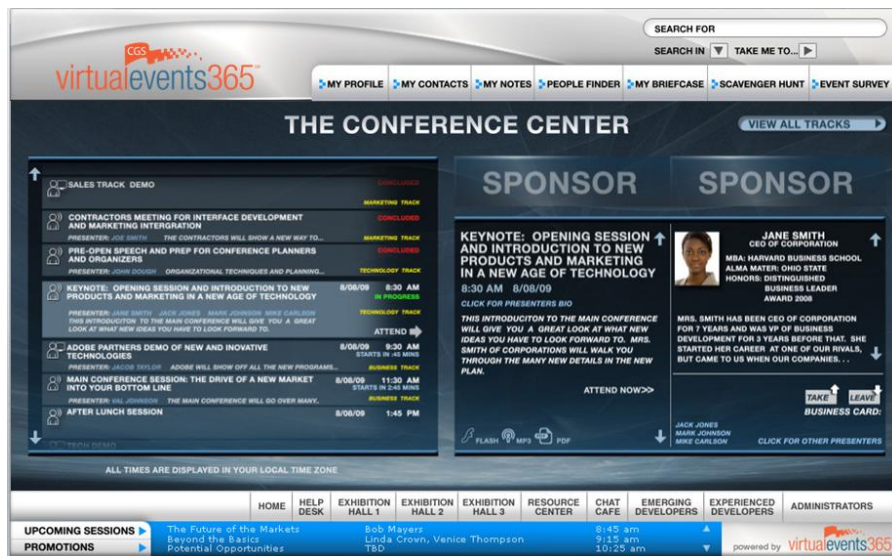 SEARCH FOR
SEARCH IN TAKE ME TO...
CGS
virtualevents365™
MY PROFILE MY CONTACTS MY NOTES PEOPLE FINDER MY BRIEFCASE SCAVENGER HUNT EVENT SURVEY
THE CONFERENCE CENTER
VIEW ALL TRACKS
SALES TRACK DEMO CONCLUDED
MARKETING TRACK
CONTRACTORS MEETING FOR INTERFACE DEVELOPMENT CONCLUDED
AND MARKETING INTERGRATION
PRESENTER: JOE SMITH THE CONTRACTORS WILL SHOW A NEW WAY TO... MARKETING TRACK
PRE-OPEN SPEECH AND PREP FOR CONFERENCE PLANNERS CONCLUDED
AND ORGANIZERS
PRESENTER: JOHN DOUGH ORGANIZATIONAL TECHNIQUES AND PLANNING... TECHNOLOGY TRACK
KEYNOTE: OPENING SESSION AND INTRODUCTION TO NEW 8/08/09 8:30 AM
PRODUCTS AND MARKETING IN A NEW AGE OF TECHNOLOGY IN PROGRESS
PRESENTER: JANE SMITH JACK JONES MARK JOHNSON MIKE CARLSON TECHNOLOGY TRACK
THIS INTRODUCITON TO THE MAIN CONFERENCE WILL GIVE YOU A GREAT
LOOK AT WHAT NEW IDEAS YOU HAVE TO LOOK FORWARD TO.
ATTEND
ADOBE PARTNERS DEMO OF NEW AND INOVATIVE 8/08/09 9:30 AM
TECHNOLOGIES STARTS IN :45 MINS
PRESENTER: JACOB TAYLOR ADOBE WILL SHOW OFF ALL THE NEW PROGRAMS... BUSINESS TRACK
MAIN CONFERENCE SESSION: THE DRIVE OF A NEW MARKET 8/08/09 11:30 AM
INTO YOUR BOTTOM LINE STARTS IN 2:45 MINS
PRESENTER: VAL JOHNSON THE MAIN CONFERENCE WILL GO OVER MANY.. BUSINESS TRACK
AFTER LUNCH SESSION 8/08/09 1:45 PM
TECH DEMO
ALL TIMES ARE DISPLAYED IN YOUR LOCAL TIME ZONE
SPONSOR
KEYNOTE: OPENING SESSION
AND INTRODUCTION TO NEW
PRODUCTS AND MARKETING
IN A NEW AGE OF TECHNOLOGY
8:30 AM 8/08/09
CLICK FOR PRESENTERS BIO
THIS INTRODUCITON TO THE MAIN CONFERENCE
WILL GIVE YOU A GREAT LOOK AT WHAT NEW
IDEAS YOU HAVE TO LOOK FORWARD TO. MRS.
SMITH OF CORPORATIONS WILL WALK YOU
THROUGH THE MANY NEW DETAILS IN THE NEW
PLAN.
ATTEND NOW>>
FLASH MP3 PDF
SPONSOR
JANE SMITH
CEO OF CORPORATION
MBA: HARVARD BUSINESS SCHOOL
ALMA MATER: OHIO STATE
HONORS: DISTINGUISHED
BUSINESS LEADER
AWARD 2008
MRS. SMITH HAS BEEN CEO OF CORPORATION
FOR 7 YEARS AND WAS VP OF BUSINESS
DEVELOPMENT FOR 3 YEARS BEFORE THAT. SHE
STARTED HER CAREER AT ONE OF OUR RIVALS,
BUT CAME TO US WHEN OUR COMPANIES. . .
TAKE LEAVE
BUSINESS CARD:
JACK JONES
MARK JOHNSON
MIKE CARLSON
CLICK FOR OTHER PRESENTERS
HOME HELP DESK EXHIBITION HALL 1 EXHIBITION HALL 2 EXHIBITION HALL 3 RESOURCE CENTER CHAT CAFE EMERGING DEVELOPERS EXPERIENCED DEVELOPERS ADMINISTRATORS
UPCOMING SESSIONS
PROMOTIONS
The Future of the Markets Bob Mayers 8:45 am
Beyond the Basics Linda Crown, Venice Thompson 9:15 am
Potential Opportunities TBD 10:25 am
powered by virtualevents365